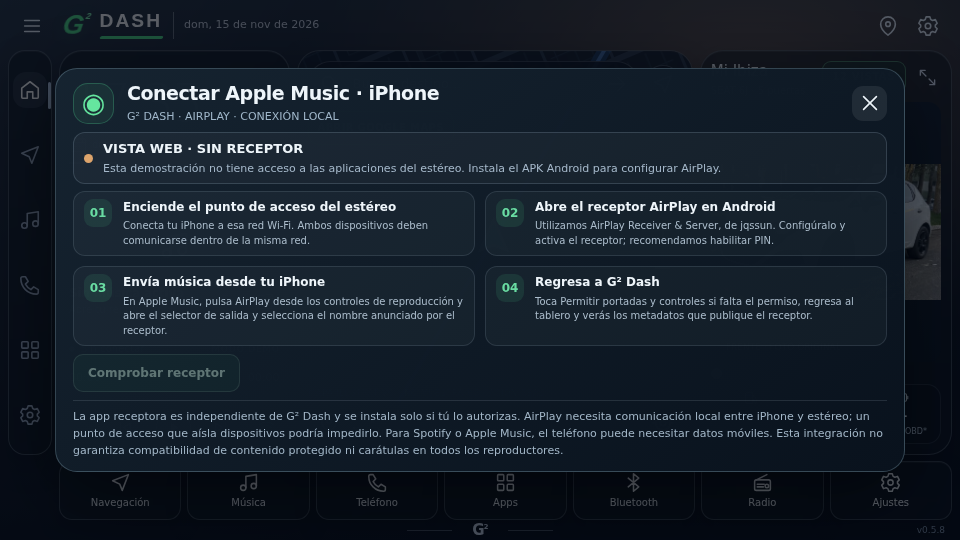 G² DASH dom, 15 de nov de 2026
Conectar Apple Music · iPhone
G² DASH · AIRPLAY · CONEXIÓN LOCAL
VISTA WEB · SIN RECEPTOR
Esta demostración no tiene acceso a las aplicaciones del estéreo. Instala el APK Android para configurar AirPlay.
01 Enciende el punto de acceso del estéreo
Conecta tu iPhone a esa red Wi-Fi. Ambos dispositivos deben
comunicarse dentro de la misma red.
02 Abre el receptor AirPlay en Android
Utilizamos AirPlay Receiver & Server, de jqssun. Configúralo y
activa el receptor; recomendamos habilitar PIN.
03 Envía música desde tu iPhone
En Apple Music, pulsa AirPlay desde los controles de reproducción y
abre el selector de salida y selecciona el nombre anunciado por el
receptor.
04 Regresa a G² Dash
Toca Permitir portadas y controles si falta el permiso, regresa al
tablero y verás los metadatos que publique el receptor.
Comprobar receptor
La app receptora es independiente de G² Dash y se instala solo si tú lo autorizas. AirPlay necesita comunicación local entre iPhone y estéreo; un
punto de acceso que aísla dispositivos podría impedirlo. Para Spotify o Apple Music, el teléfono puede necesitar datos móviles. Esta integración no
garantiza compatibilidad de contenido protegido ni carátulas en todos los reproductores.
OBD*
Navegación Música Teléfono Apps Bluetooth Radio Ajustes
G² v0.5.8